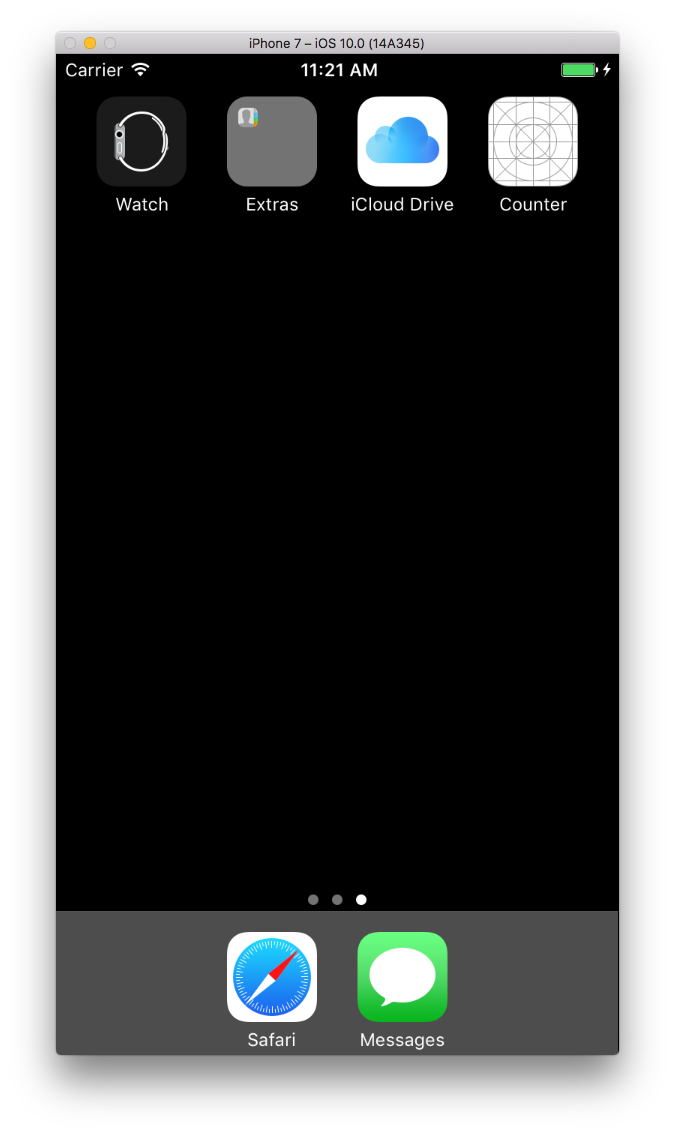 iPhone 7 – iOS 10.0 (14A345)
Carrier 11:21 AM
Watch Extras iCloud Drive Counter
Safari Messages